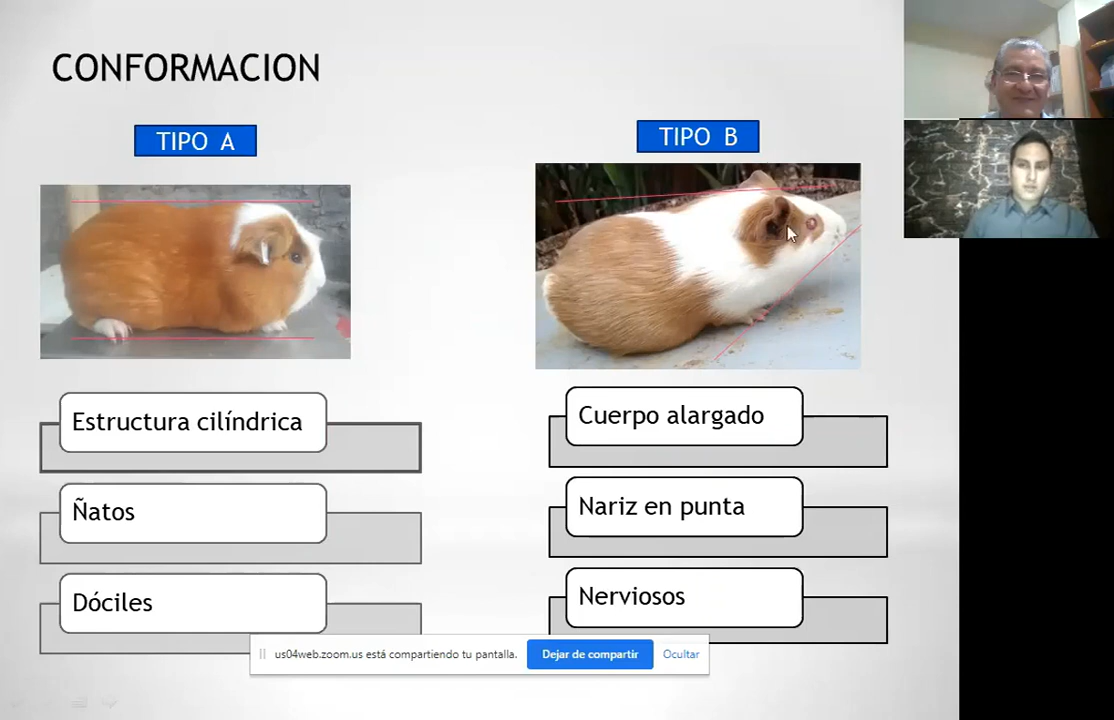 CONFORMACION
TIPO A
TIPO B
Estructura cilíndrica
Ñatos
Dóciles
Cuerpo alargado
Nariz en punta
Nerviosos
us04web.zoom.us está compartiendo tu pantalla.
Dejar de compartir
Ocultar